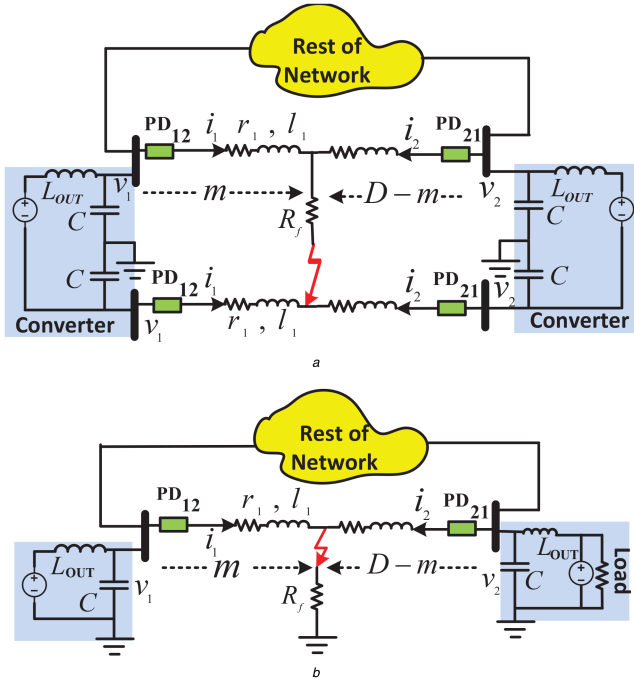 Rest of
Network
PD12 i1 r1 , l1 i2 PD21
LOUT v1 m D − m v2 LOUT
C Rf C
C PD12 i1 i2 PD21 C
Converter v1 r1 , l1 v2 Converter
a
Rest of
Network
PD12 r1 , l1 i2 PD21
i1
LOUT v1 m D − m v2 LOUT
C Rf C Load
b